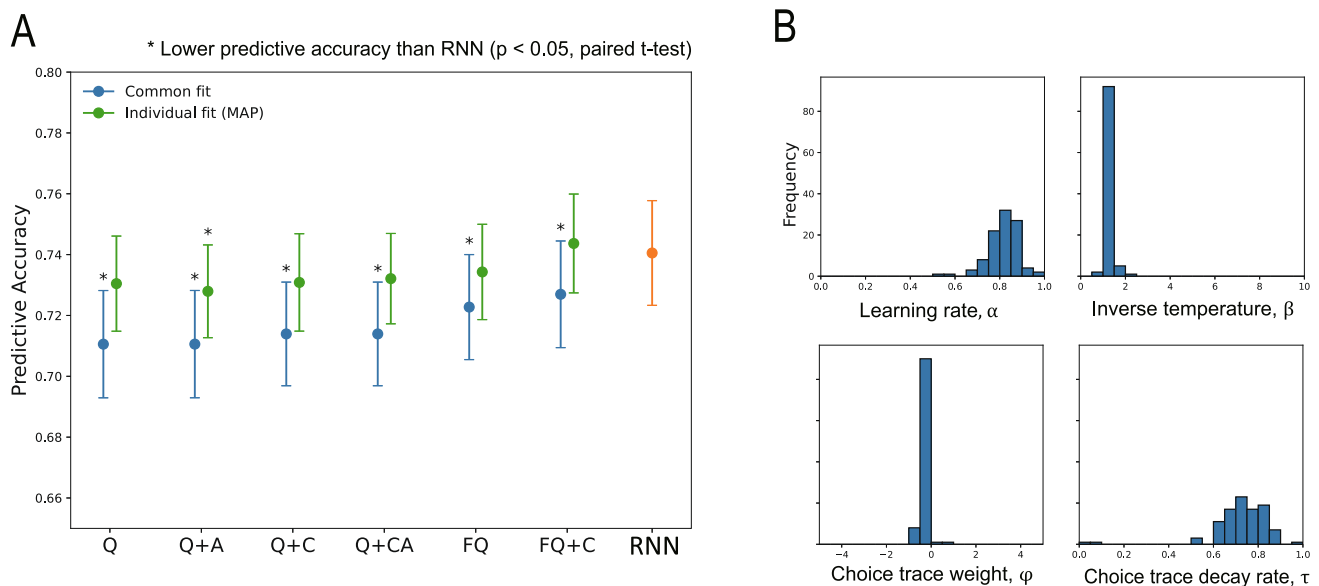 A
* Lower predictive accuracy than RNN (p < 0.05, paired t-test)
Common fit
Individual fit (MAP)
Predictive Accuracy
0.80
0.78
0.76
0.74
0.72
0.70
0.68
0.66
* * * * * * *
Q Q+A Q+C Q+CA FQ FQ+C RNN
B
Frequency
80
60
40
20
0
0.0 0.2 0.4 0.6 0.8 1.0
Learning rate, α
0 2 4 6 8 10
Inverse temperature, β
−4 −2 0 2 4
Choice trace weight, φ
0.0 0.2 0.4 0.6 0.8 1.0
Choice trace decay rate, τ